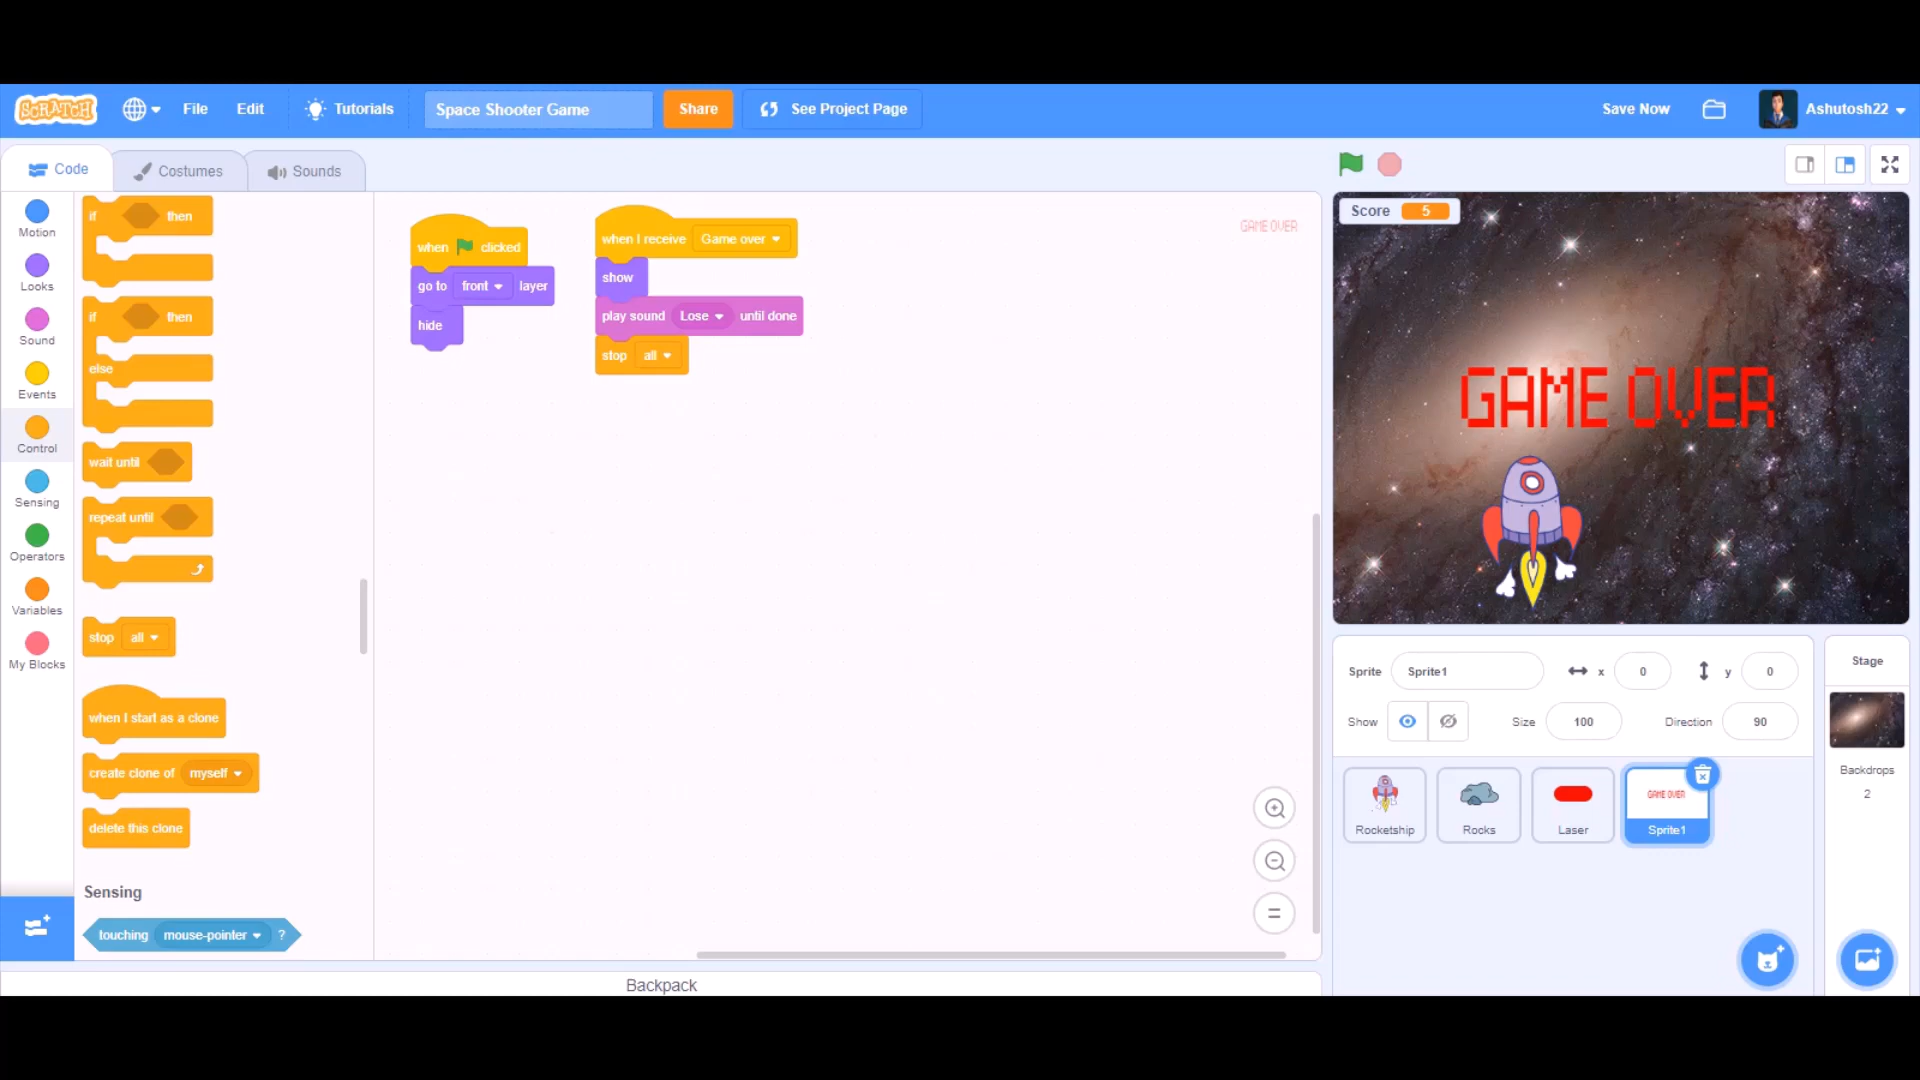 SCRATCH
File
Edit
Tutorials
Space Shooter Game
Share
See Project Page
Save Now
Ashutosh22
Code
Costumes
Sounds
Motion
Looks
Sound
Events
Control
Sensing
Operators
Variables
My Blocks
if then
if then
else
wait until
repeat until
stop all
when I start as a clone
create clone of myself
delete this clone
Sensing
touching mouse-pointer ?
when clicked
go to front layer
hide
when I receive Game over
show
play sound Lose until done
stop all
GAME OVER
Backpack
Score 5
GAME OVER
Sprite Sprite1 x 0 y 0
Show Size 100 Direction 90
Rocketship
Rocks
Laser
GAME OVER
Sprite1
Stage
Backdrops
2